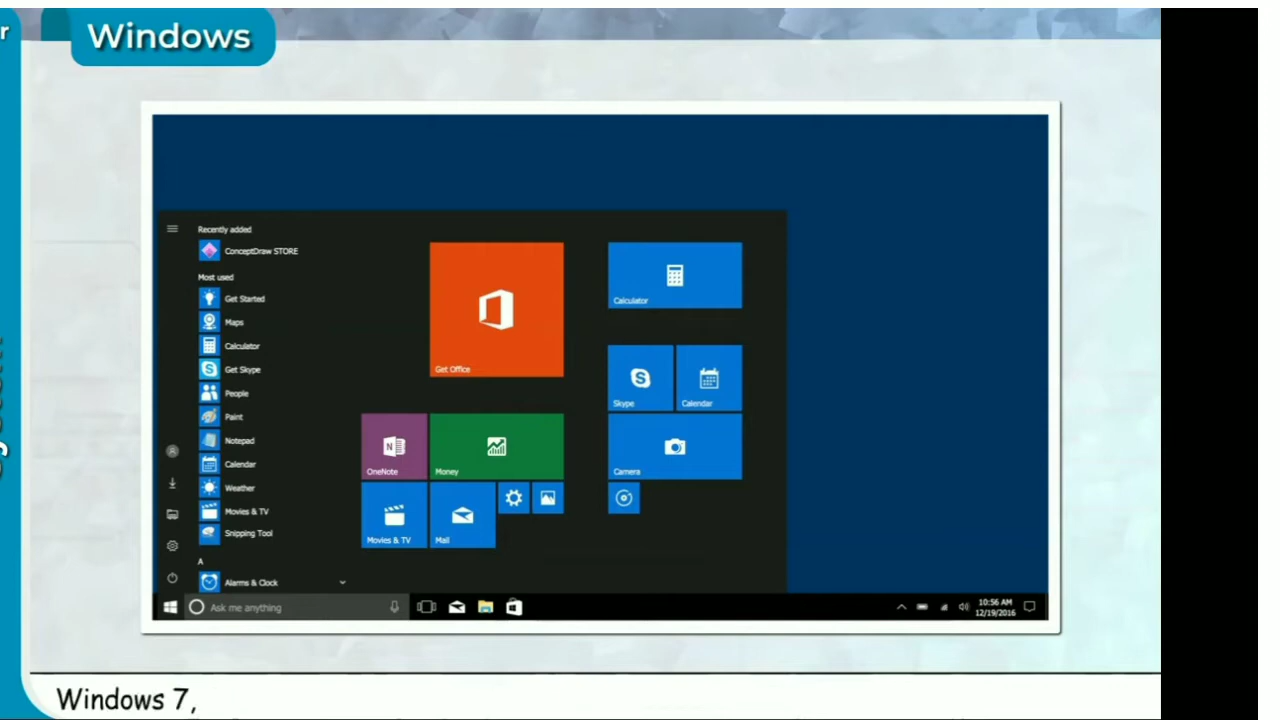 r
Windows
Recently added
ConceptDraw STORE
Most used
Get Started
Maps
Calculator
Get Skype
People
Paint
Notepad
Calendar
Weather
Movies & TV
Snipping Tool
A
Alarms & Clock
Get Office
Calculator
Skype
Calendar
OneNote
Money
Camera
Movies & TV
Mail
Ask me anything
10:56 AM
12/19/2016
Windows 7,